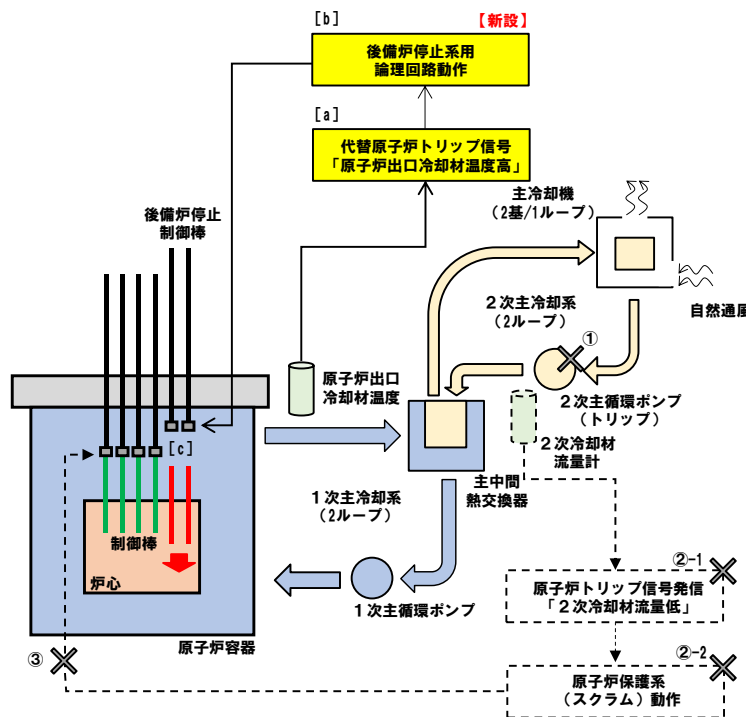 [b]
【新設】
後備炉停止系用
論理回路動作
[a]
代替原子炉トリップ信号
「原子炉出口冷却材温度高」
主冷却機
(2基/1ループ)
後備炉停止
制御棒
自然通風
2次主冷却系
(2ループ)
①
原子炉出口
冷却材温度
2次主循環ポンプ
(トリップ)
2次冷却材
流量計
[c]
主中間
熱交換器
1次主冷却系
(2ループ)
制御棒
炉心
②-1
原子炉トリップ信号発信
「2次冷却材流量低」
1次主循環ポンプ
原子炉容器
③
②-2
原子炉保護系
(スクラム)動作